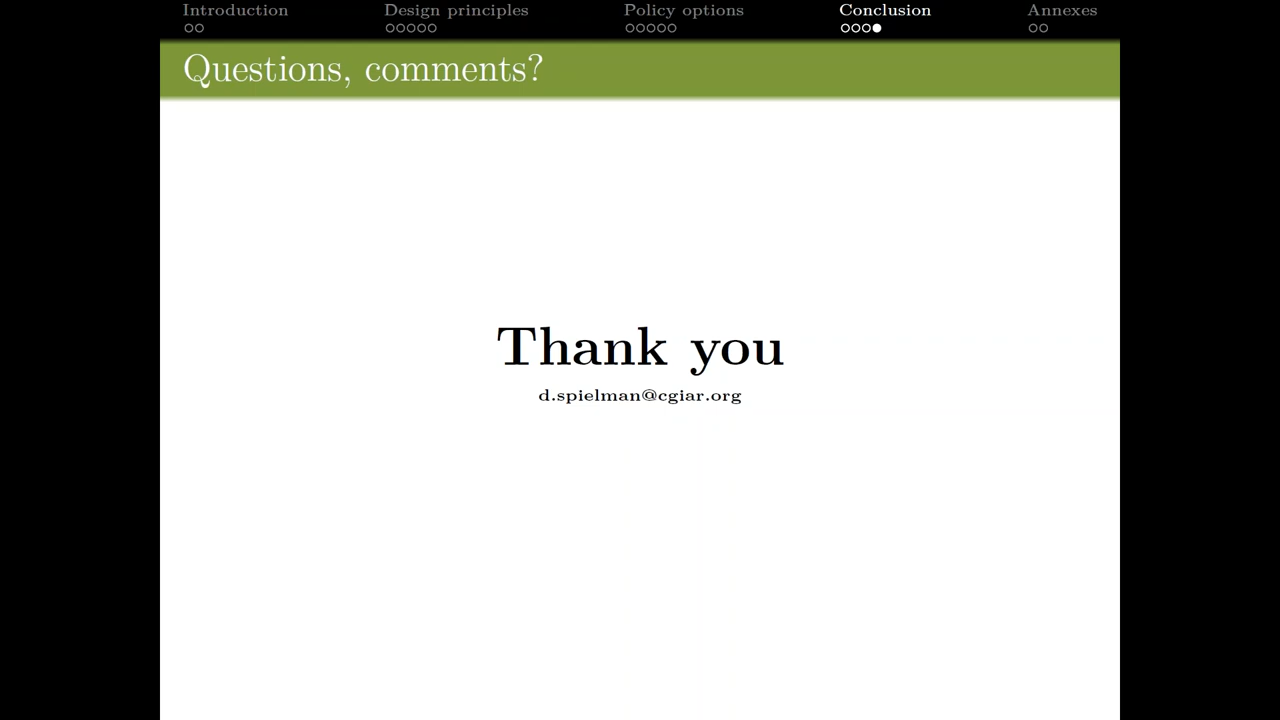 Introduction Design principles Policy options Conclusion Annexes
Questions, comments?
Thank you
d.spielman@cgiar.org